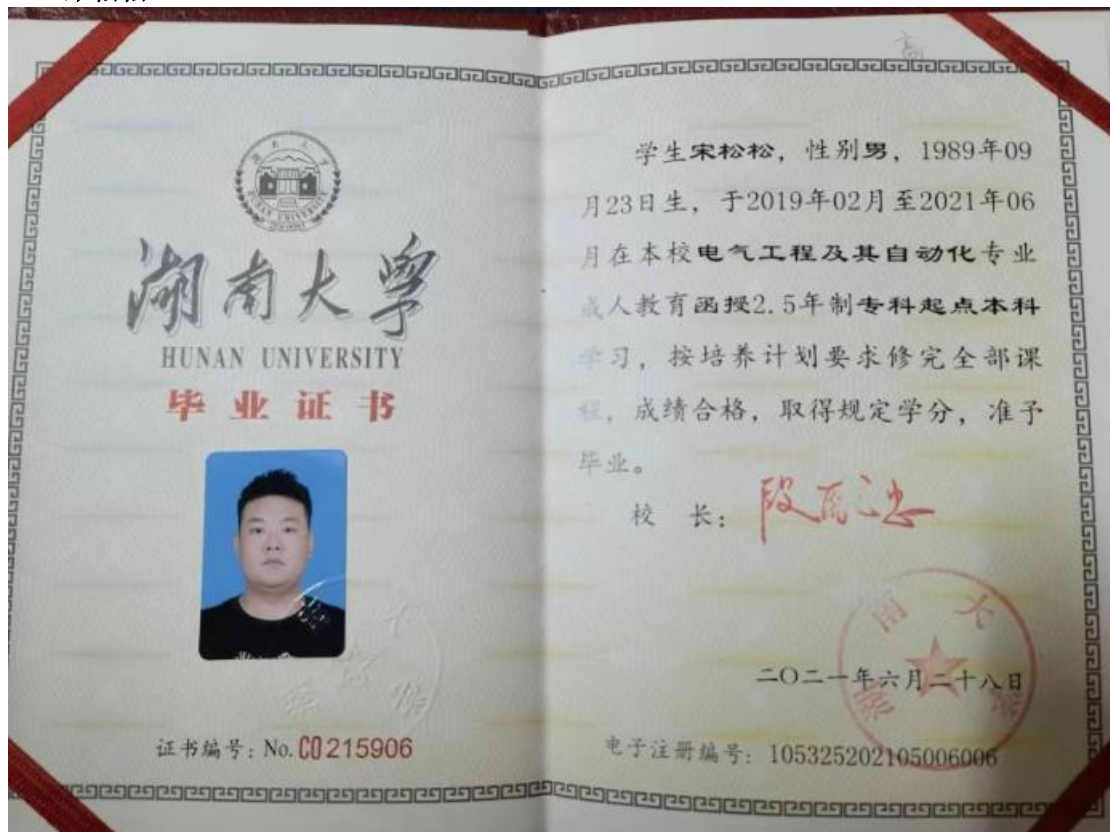 湖南大学
HUNAN UNIVERSITY
毕业证书
证书编号：No. C0215906
学生宋松松，性别男，1989年09
月23日生，于2019年02月至2021年06
月在本校电气工程及其自动化专业
成人教育函授2.5年制专科起点本科
学习，按培养计划要求修完全部课
程，成绩合格，取得规定学分，准予
毕业。
校 长：
二〇二一年六月二十八日
湖南大学
电子注册编号：105325202105006006